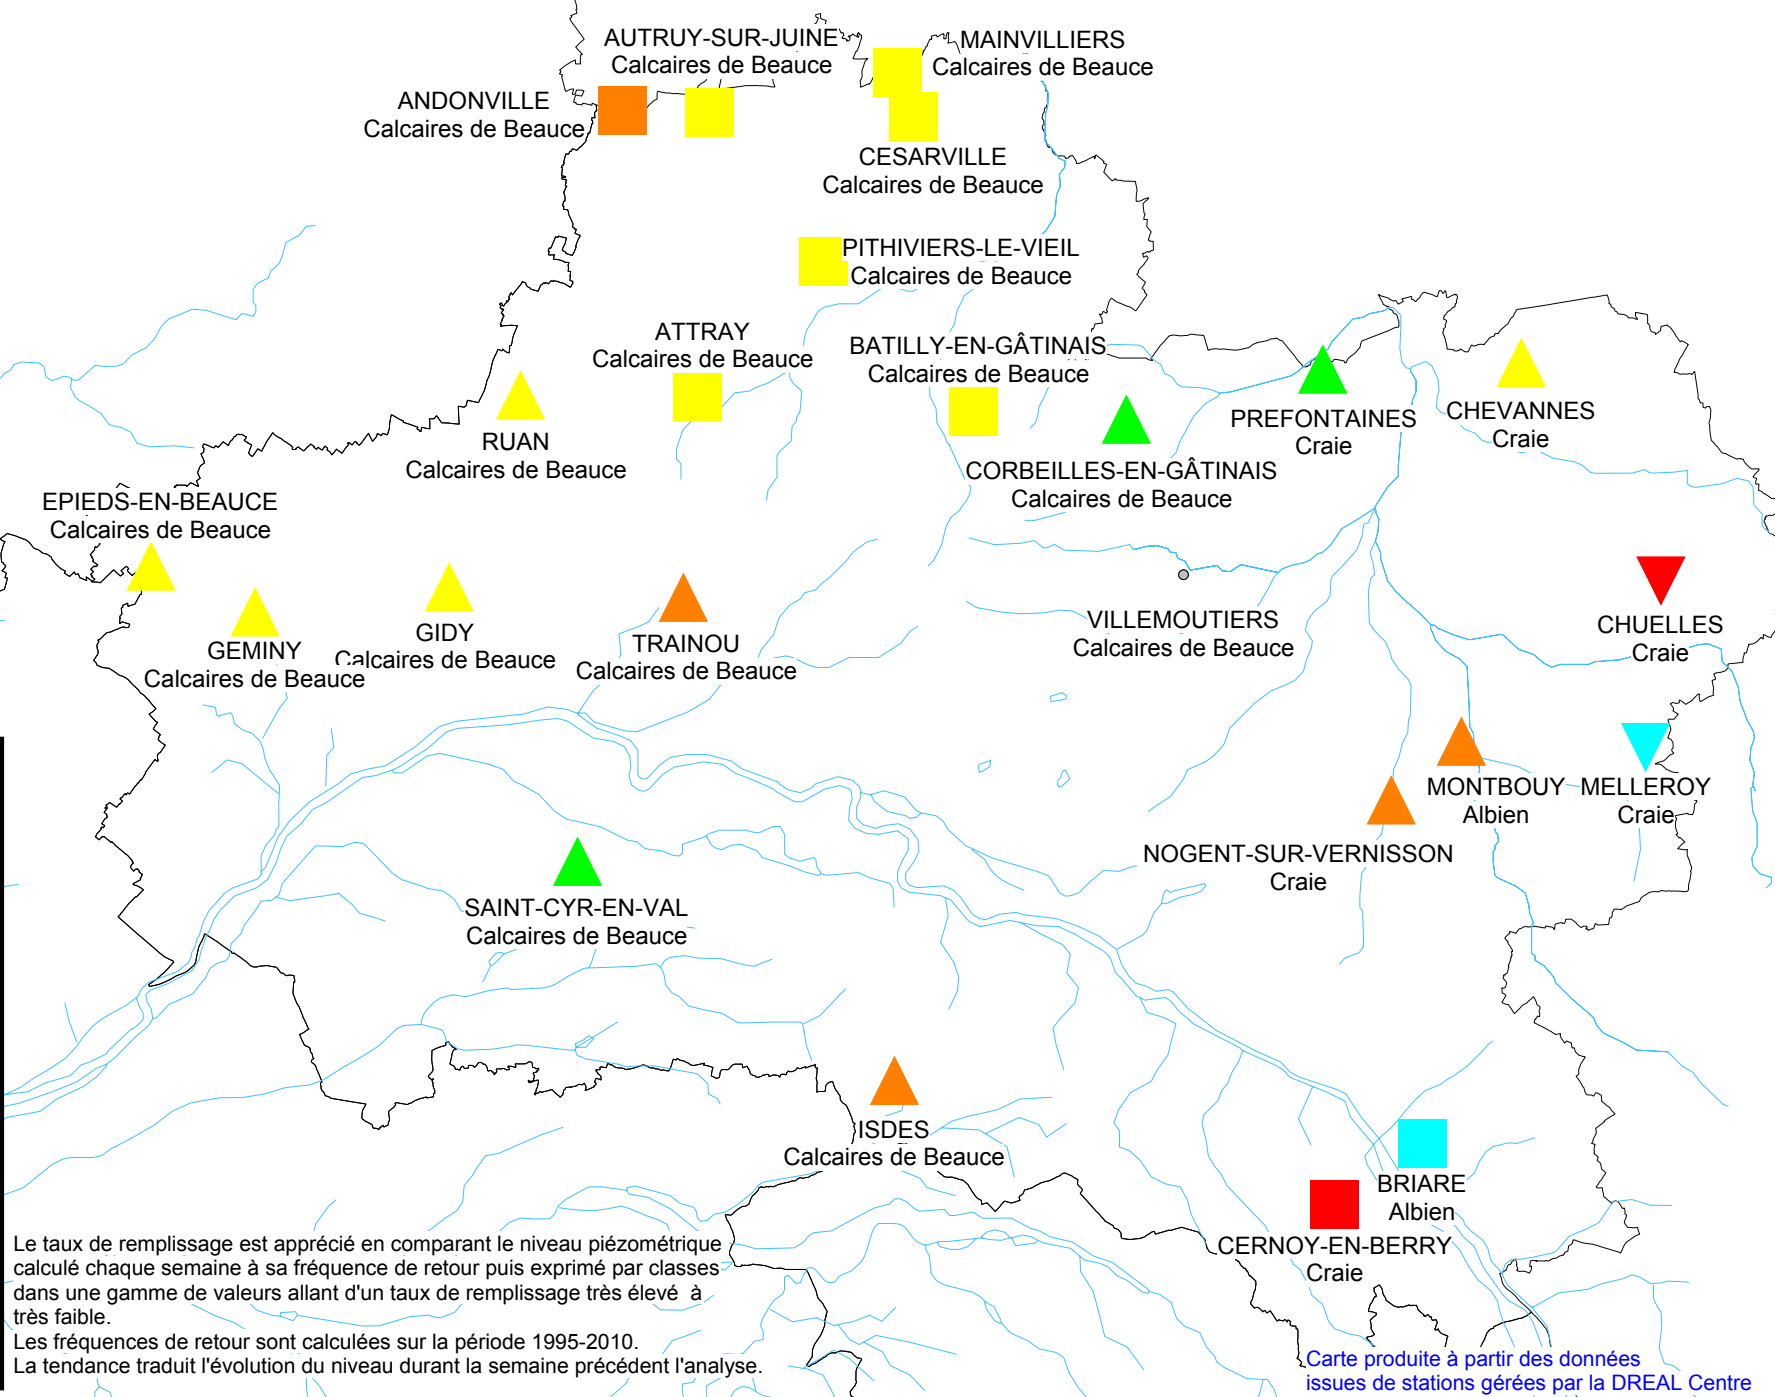 AUTRUY-SUR-JUINE
Calcaires de Beauce
MAINVILLIERS
Calcaires de Beauce
ANDONVILLE
Calcaires de Beauce
CESARVILLE
Calcaires de Beauce
PITHIVIERS-LE-VIEIL
Calcaires de Beauce
ATTRAY
Calcaires de Beauce
BATILLY-EN-GÂTINAIS
Calcaires de Beauce
RUAN
Calcaires de Beauce
PREFONTAINES
Craie
CHEVANNES
Craie
CORBEILLES-EN-GÂTINAIS
Calcaires de Beauce
EPIEDS-EN-BEAUCE
Calcaires de Beauce
GEMINY
Calcaires de Beauce
GIDY
Calcaires de Beauce
TRAINOU
Calcaires de Beauce
VILLEMOUTIERS
Calcaires de Beauce
CHUELLES
Craie
MONTBOUY
Albien
MELLEROY
Craie
NOGENT-SUR-VERNISSON
Craie
SAINT-CYR-EN-VAL
Calcaires de Beauce
ISDES
Calcaires de Beauce
BRIARE
Albien
CERNOY-EN-BERRY
Craie
Le taux de remplissage est apprécié en comparant le niveau piézométrique
calculé chaque semaine à sa fréquence de retour puis exprimé par classes
dans une gamme de valeurs allant d'un taux de remplissage très élevé à
très faible.
Les fréquences de retour sont calculées sur la période 1995-2010.
La tendance traduit l'évolution du niveau durant la semaine précédent l'analyse.
Carte produite à partir des données
issues de stations gérées par la DREAL Centre